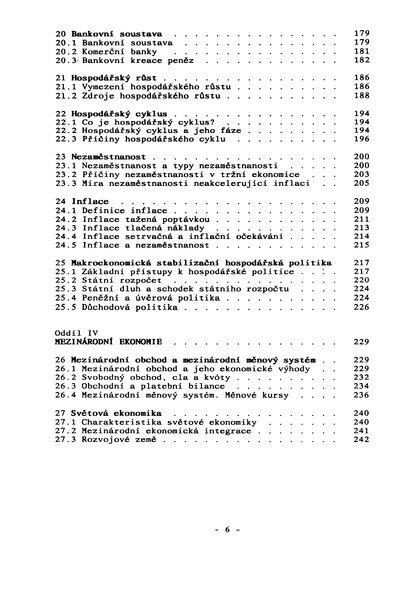 20 Bankovní soustava . . . . . . . . . . . . . . . . 179
20.1 Bankovní soustava . . . . . . . . . . . . . . . 179
20.2 Komerční banky . . . . . . . . . . . . . . . . 181
20.3 Bankovní kreace peněz . . . . . . . . . . . . . 182
21 Hospodářský růst . . . . . . . . . . . . . . . . . 186
21.1 Vymezení hospodářského růstu . . . . . . . . . 186
21.2 Zdroje hospodářského růstu . . . . . . . . . . 188
22 Hospodářský cyklus . . . . . . . . . . . . . . . . 194
22.1 Co je hospodářský cyklus? . . . . . . . . . . . 194
22.2 Hospodářský cyklus a jeho fáze . . . . . . . . 194
22.3 Příčiny hospodářského cyklu . . . . . . . . . 196
23 Nezaměstnanost . . . . . . . . . . . . . . . . . . 200
23.1 Nezaměstnanost a typy nezaměstnanosti . . . . . 200
23.2 Příčiny nezaměstnanosti v tržní ekonomice . . . 203
23.3 Míra nezaměstnanosti neakcelerující inflaci . . 205
24 Inflace . . . . . . . . . . . . . . . . . . . . . 209
24.1 Definice inflace . . . . . . . . . . . . . . . 209
24.2 Inflace tažená poptávkou . . . . . . . . . . . 211
24.3 Inflace tlačená náklady . . . . . . . . . . . 213
24.4 Inflace setrvačná a inflační očekávání . . . . 214
24.5 Inflace a nezaměstnanost . . . . . . . . . . . 215
25 Makroekonomická stabilizační hospodářská politika 217
25.1 Základní přístupy k hospodářské politice . . . 217
25.2 Státní rozpočet . . . . . . . . . . . . . . . 220
25.3 Státní dluh a schodek státního rozpočtu . . . . 224
25.4 Peněžní a úvěrová politika . . . . . . . . . . 224
25.5 Důchodová politika . . . . . . . . . . . . . . 226
Oddíl IV
MEZINÁRODNÍ EKONOMIE . . . . . . . . . . . . . . . . 229
26 Mezinárodní obchod a mezinárodní měnový systém . . 229
26.1 Mezinárodní obchod a jeho ekonomické výhody . . 229
26.2 Svobodný obchod, cla a kvóty . . . . . . . . . 232
26.3 Obchodní a platební bilance . . . . . . . . . 234
26.4 Mezinárodní měnový systém. Měnové kursy . . . . 236
27 Světová ekonomika . . . . . . . . . . . . . . . . 240
27.1 Charakteristika světové ekonomiky . . . . . . . 240
27.2 Mezinárodní ekonomická integrace . . . . . . . 241
27.3 Rozvojové země . . . . . . . . . . . . . . . . 242
- 6 -